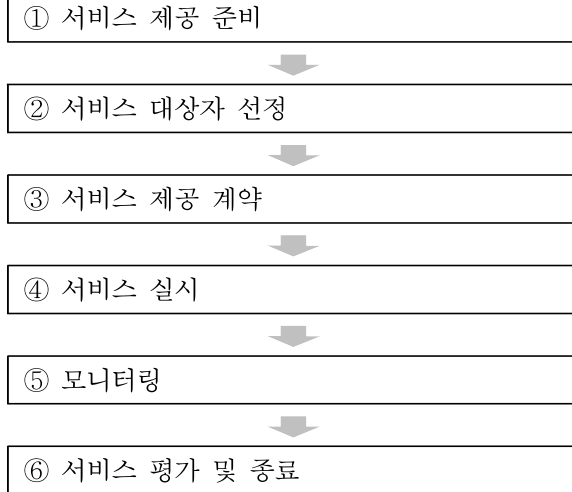 ① 서비스 제공 준비
② 서비스 대상자 선정
③ 서비스 제공 계약
④ 서비스 실시
⑤ 모니터링
⑥ 서비스 평가 및 종료